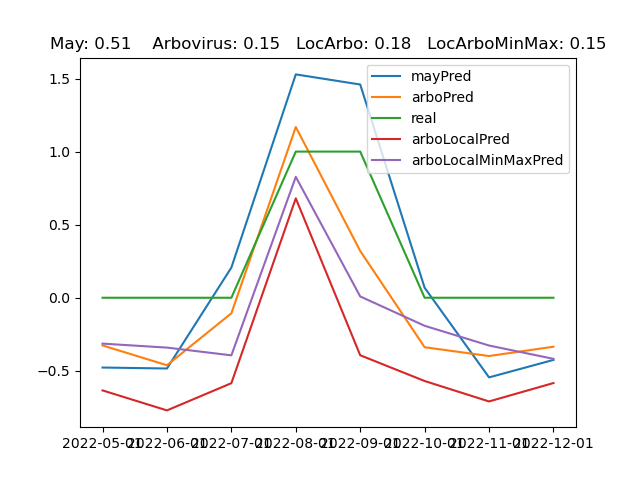 May: 0.51    Arbovirus: 0.15   LocArbo: 0.18   LocArboMinMax: 0.15
mayPred
arboPred
real
arboLocalPred
arboLocalMinMaxPred
1.5
1.0
0.5
0.0
−0.5
2022-05-01 2022-06-01 2022-07-01 2022-08-01 2022-09-01 2022-10-01 2022-11-01 2022-12-01